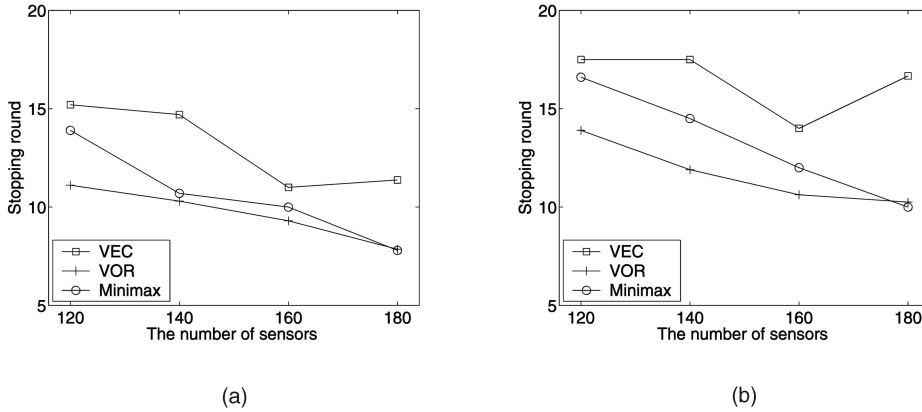 20
15
10
5
Stopping round
VEC
VOR
Minimax
120 140 160 180
The number of sensors
(a)
20
15
10
5
Stopping round
VEC
VOR
Minimax
120 140 160 180
The number of sensors
(b)